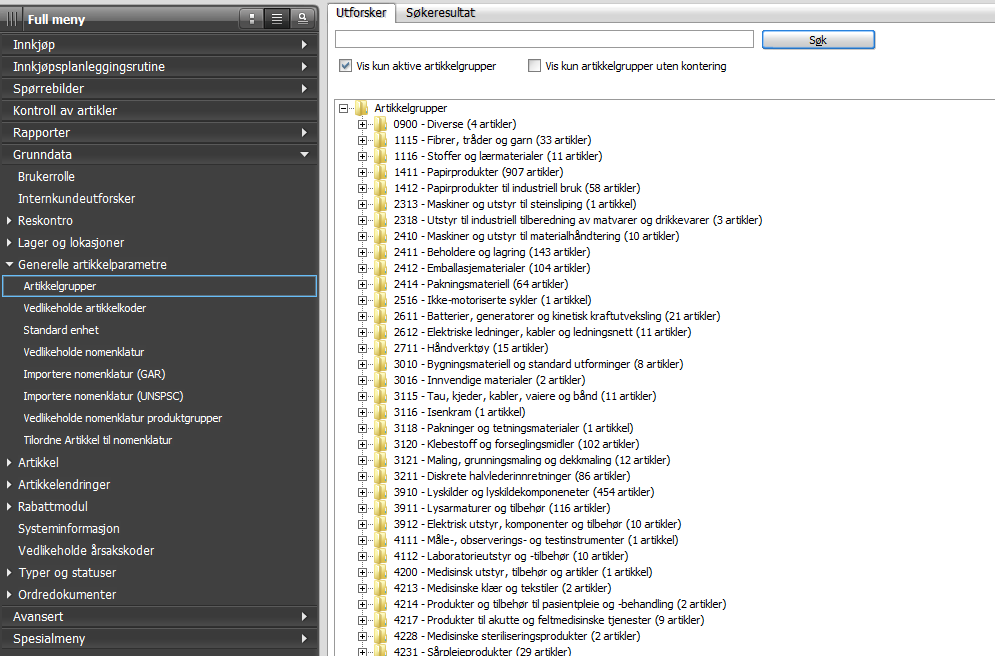 Full meny
Innkjøp
Innkjøpsplanleggingsrutine
Spørrebilder
Kontroll av artikler
Rapporter
Grunndata
Brukerrolle
Internkundeutforsker
Reskontro
Lager og lokasjoner
Generelle artikkelparametre
Artikkelgrupper
Vedlikeholde artikkelkoder
Standard enhet
Vedlikeholde nomenklatur
Importere nomenklatur (GAR)
Importere nomenklatur (UNSPSC)
Vedlikeholde nomenklatur produktgrupper
Tilordne Artikkel til nomenklatur
Artikkel
Artikkelendringer
Rabattmodul
Systeminformasjon
Vedlikeholde årsakskoder
Typer og statuser
Ordredokumenter
Avansert
Spesialmeny
Utforsker Søkeresultat
Søk
Vis kun aktive artikkelgrupper Vis kun artikkelgrupper uten kontering
Artikkelgrupper
0900 - Diverse (4 artikler)
1115 - Fibrer, tråder og garn (33 artikler)
1116 - Stoffer og lærmaterialer (11 artikler)
1411 - Papirprodukter (907 artikler)
1412 - Papirprodukter til industriell bruk (58 artikler)
2313 - Maskiner og utstyr til steinsliping (1 artikkel)
2318 - Utstyr til industriell tilberedning av matvarer og drikkevarer (3 artikler)
2410 - Maskiner og utstyr til materialhåndtering (10 artikler)
2411 - Beholdere og lagring (143 artikler)
2412 - Emballasjematerialer (104 artikler)
2414 - Pakningsmateriell (64 artikler)
2516 - Ikke-motoriserte sykler (1 artikkel)
2611 - Batterier, generatorer og kinetisk kraftutveksling (21 artikler)
2612 - Elektriske ledninger, kabler og ledningsnett (11 artikler)
2711 - Håndverktøy (15 artikler)
3010 - Bygningsmateriell og standard utforminger (8 artikler)
3016 - Innvendige materialer (2 artikler)
3115 - Tau, kjeder, kabler, vaiere og bånd (11 artikler)
3116 - Isenkram (1 artikkel)
3118 - Pakninger og tetningsmaterialer (1 artikkel)
3120 - Klebestoff og forseglingsmidler (102 artikler)
3121 - Maling, grunningsmaling og dekkmaling (12 artikler)
3211 - Diskrete halvlederinnretninger (86 artikler)
3910 - Lyskilder og lyskildekomponeneter (454 artikler)
3911 - Lysarmaturer og tilbehør (116 artikler)
3912 - Elektrisk utstyr, komponenter og tilbehør (10 artikler)
4111 - Måle-, observerings- og testinstrumenter (1 artikkel)
4112 - Laboratorieutstyr og -tilbehør (10 artikler)
4200 - Medisinsk utstyr, tilbehør og artikler (1 artikkel)
4213 - Medisinske klær og tekstiler (2 artikler)
4214 - Produkter og tilbehør til pasientpleie og -behandling (2 artikler)
4217 - Produkter til akutte og feltmedisinske tjenester (9 artikler)
4228 - Medisinske steriliseringsprodukter (2 artikler)
4231 - Sårpleieprodukter (29 artikler)